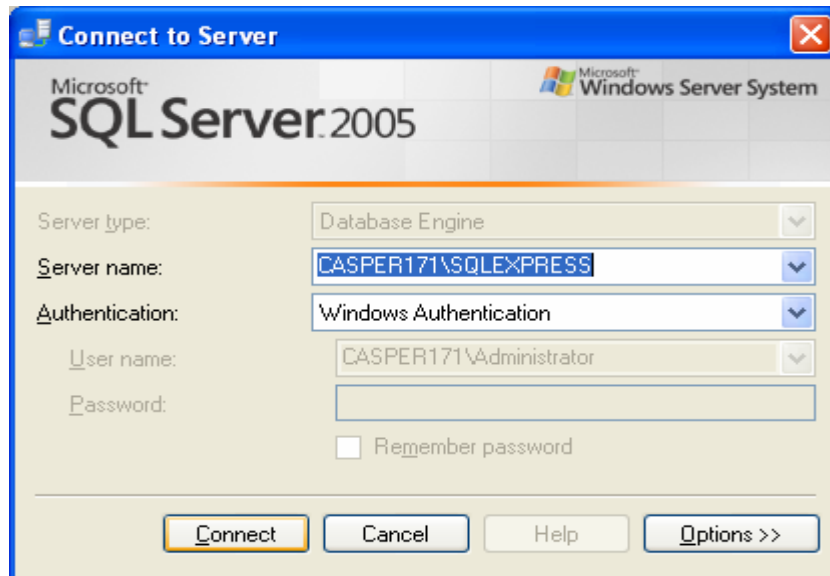 Connect to Server
Microsoft
SQL Server 2005
Microsoft
Windows Server System
Server type:
Database Engine
Server name:
CASPER171\SQLEXPRESS
Authentication:
Windows Authentication
User name:
CASPER171\Administrator
Password:
Remember password
Connect
Cancel
Help
Options >>